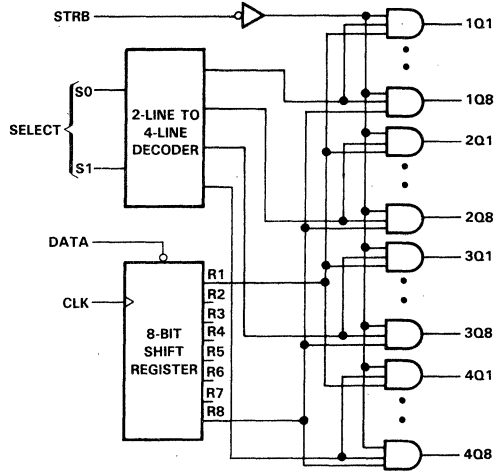 STRB
1Q1
S0
SELECT
S1
2-LINE TO
4-LINE
DECODER
1Q8
2Q1
2Q8
DATA
3Q1
CLK
8-BIT
SHIFT
REGISTER
R1
R2
R3
R4
R5
R6
R7
R8
3Q8
4Q1
4Q8